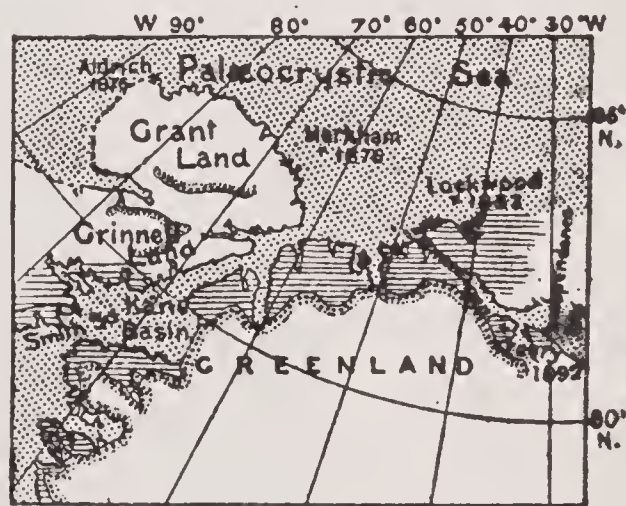 W 90° 80° 70° 60° 50° 40° 30° W
Palæocrystic Sea
Aldrich
1876
85°
N.
Grant
Land
Markham
1876
Lockwood
1882
Grinnell
Land
Kane
Basin
Smith
GREENLAND
Peary
1892
80°
N.